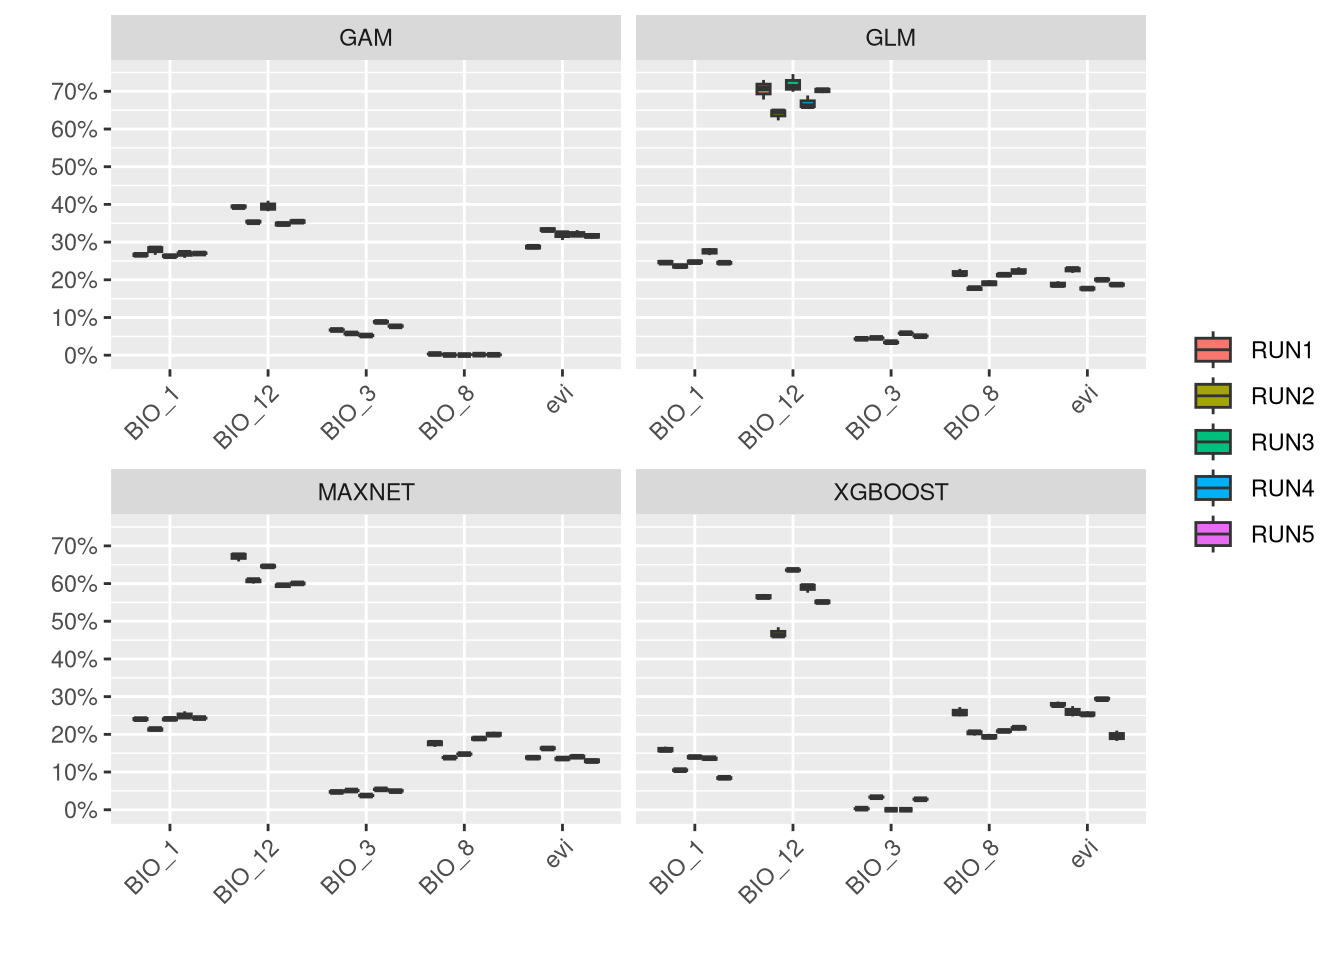 GAM
GLM
70%
60%
50%
40%
30%
20%
10%
0%
BIO_1
BIO_12
BIO_3
BIO_8
evi
BIO_1
BIO_12
BIO_3
BIO_8
evi
MAXNET
XGBOOST
70%
60%
50%
40%
30%
20%
10%
0%
BIO_1
BIO_12
BIO_3
BIO_8
evi
BIO_1
BIO_12
BIO_3
BIO_8
evi
RUN1
RUN2
RUN3
RUN4
RUN5